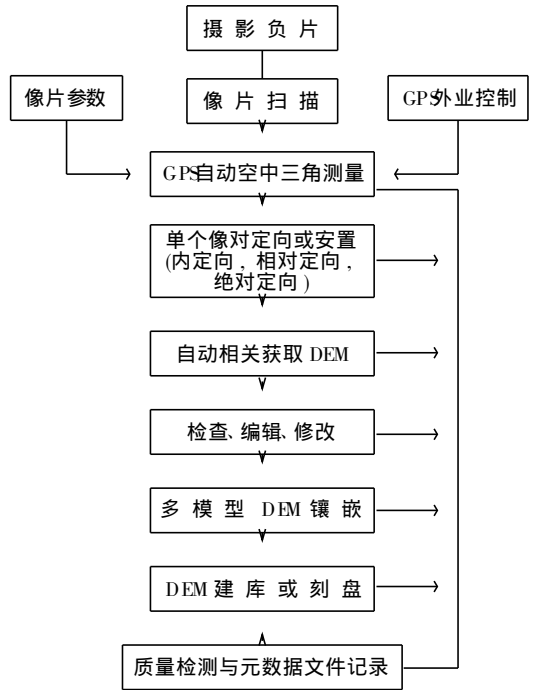 摄影负片
像片参数
像片扫描
GPS外业控制
GPS自动空中三角测量
单个像对定向或安置
(内定向, 相对定向,
绝对定向)
自动相关获取 DEM
检查、编辑、修改
多模型 DEM 镶嵌
DEM 建库或刻盘
质量检测与元数据文件记录